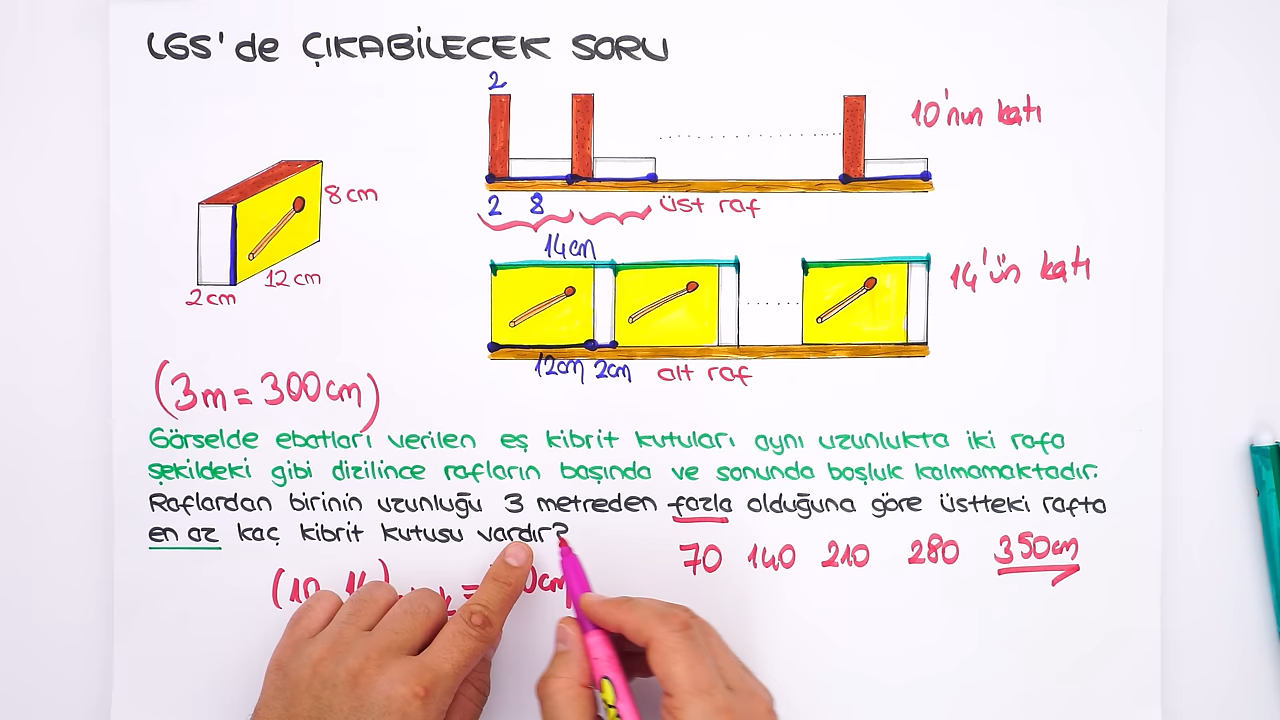 LGS'de ÇIKABİLECEK SORU
2
10'nun katı
8 cm
12 cm
2 cm
2 8
üst raf
14cm
14'ün katı
12cm 2cm
alt raf
(3m = 300cm)
Görselde ebatları verilen eş kibrit kutuları aynı uzunlukta iki rafa
şekildeki gibi dizilince rafların başında ve sonunda boşluk kalmamaktadır.
Raflardan birinin uzunluğu 3 metreden fazla olduğuna göre üstteki rafta
en az kaç kibrit kutusu vardır?
70 140 210 280 350cm